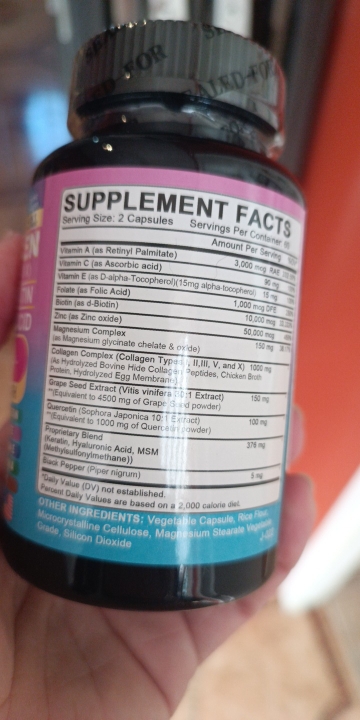 SEALED-FOR
SUPPLEMENT FACTS
Serving Size: 2 Capsules Servings Per Container: 
Amount Per Serving
Vitamin A (as Retinyl Palmitate) 3,000 mcg RAE
Vitamin C (as Ascorbic acid) 90 mg
Vitamin E (as D-alpha-Tocopherol)(15mg alpha-tocopherol) 15 mg
Folate (as Folic Acid) 1,000 mcg DFE
Biotin (as d-Biotin) 10,000 mcg
Zinc (as Zinc oxide) 50,000 mcg
Magnesium Complex 150 mg
(as Magnesium glycinate chelate & oxide)
Collagen Complex (Collagen Types I, II,III, V, and X) 1000 mg
(As Hydrolyzed Bovine Hide Collagen Peptides, Chicken Broth
Protein, Hydrolyzed Egg Membrane)
Grape Seed Extract (Vitis vinifera 30:1 Extract) 150 mg
**(Equivalent to 4500 mg of Grape Seed powder)
Quercetin (Sophora Japonica 10:1 Extract) 100 mg
**(Equivalent to 1000 mg of Quercetin powder)
Proprietary Blend 376 mg
(Keratin, Hyaluronic Acid, MSM
(Methylsulfonylmethane))
Black Pepper (Piper nigrum) 5 mg
*Daily Value (DV) not established.
Percent Daily Values are based on a 2,000 calorie diet.
OTHER INGREDIENTS: Vegetable Capsule, Rice Flour,
Microcrystalline Cellulose, Magnesium Stearate Vegetable
Grade, Silicon Dioxide